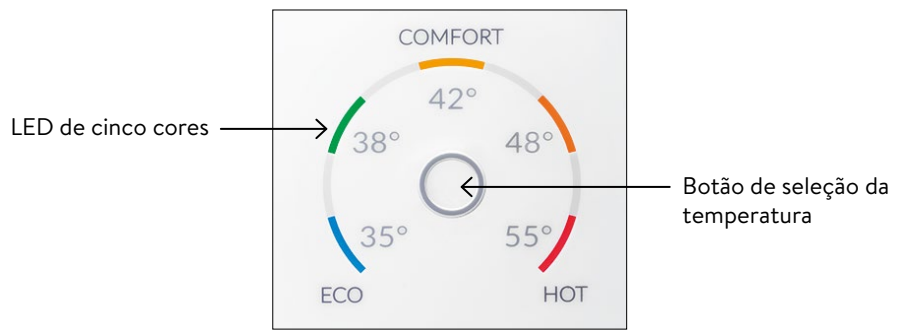 COMFORT
42°
LED de cinco cores
38°
48°
Botão de seleção da
temperatura
35°
55°
ECO
HOT